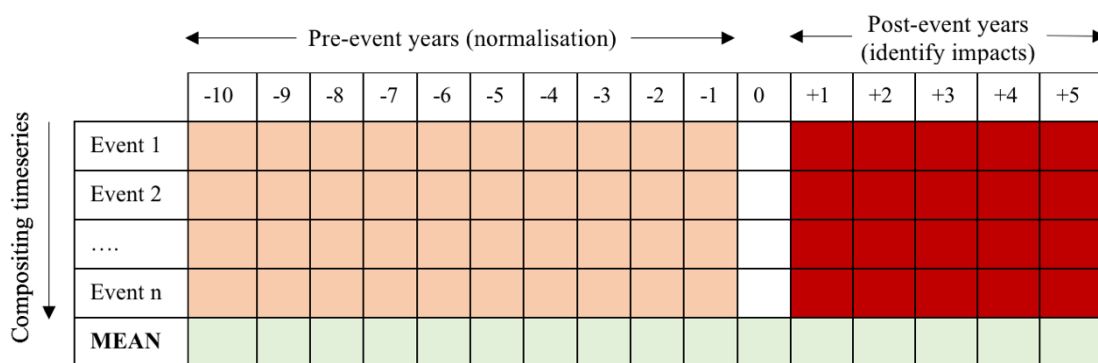 Pre-event years (normalisation)
Post-event years
(identify impacts)
-10 -9 -8 -7 -6 -5 -4 -3 -2 -1 0 +1 +2 +3 +4 +5
Compositing timeseries
Event 1
Event 2
….
Event n
MEAN